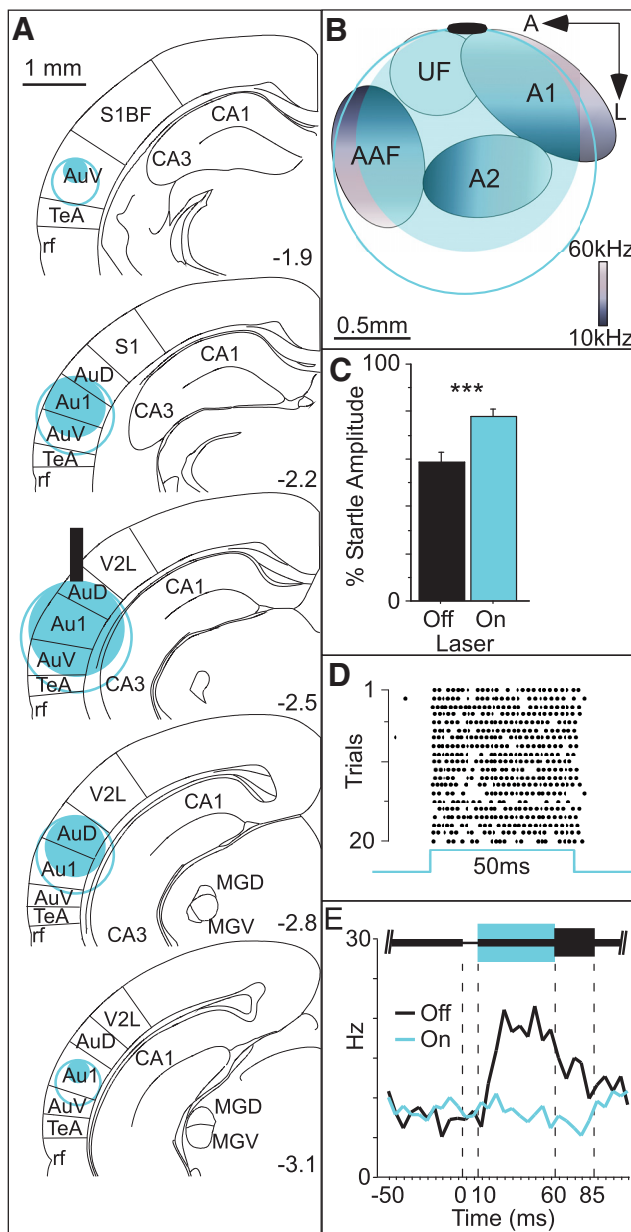 A
1 mm
S1BF
CA1
CA3
AuV
TeA
rf
-1.9
S1
AuD
CA1
Au1
CA3
AuV
TeA
rf
-2.2
V2L
AuD
CA1
Au1
AuV
TeA
CA3
rf
-2.5
V2L
CA1
AuD
Au1
AuV
MGD
TeA
MGV
rf
CA3
-2.8
V2L
AuD
CA1
Au1
AuV
MGD
TeA
MGV
rf
-3.1
B
A
L
UF
A1
AAF
A2
60kHz
10kHz
0.5mm
C
100
***
% Startle Amplitude
0
Off
On
Laser
D
1
Trials
20
50ms
E
30
Off
On
Hz
0
-50
0
10
60
85
Time (ms)